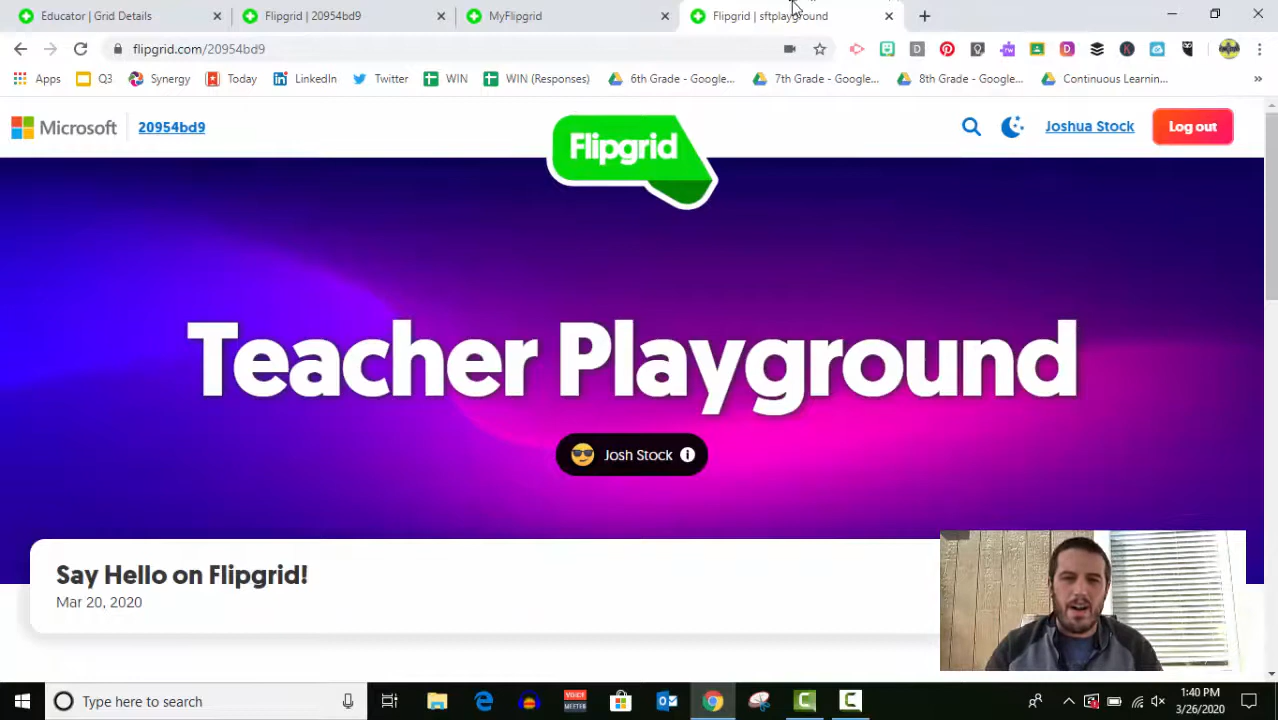 Educator | Grid Details
Flipgrid | 20954bd9
MyFlipgrid
Flipgrid | sftplayground
flipgrid.com/20954bd9
Apps
Q3
Synergy
Today
LinkedIn
Twitter
WIN
WIN (Responses)
6th Grade - Google...
7th Grade - Google...
8th Grade - Google...
Continuous Learnin...
Microsoft
20954bd9
Flipgrid
Joshua Stock
Log out
Teacher Playground
Josh Stock
Say Hello on Flipgrid!
Mar 20, 2020
Type here to search
VOICE
MEETER
1:40 PM
3/26/2020